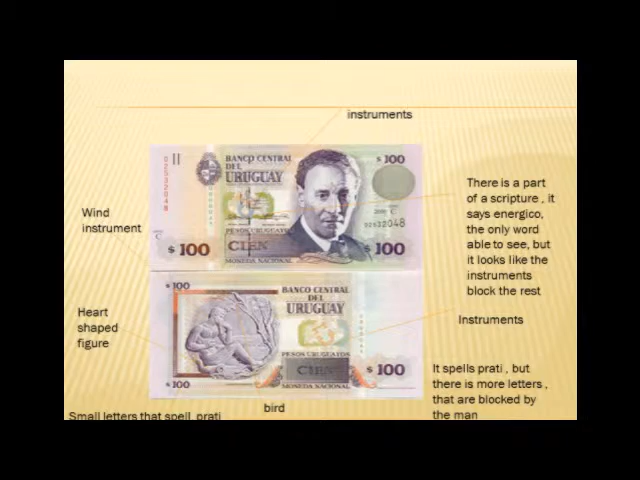 instruments
BANCO CENTRAL
DEL
URUGUAY
$ 100
02532048
Wind
instrument
There is a part
of a scripture , it
says energico,
the only word
able to see, but
it looks like the
instruments
block the rest
02532048
PESOS URUGUAYOS
$ 100
CIEN
$ 100
MONEDA NACIONAL
$ 100
BANCO CENTRAL
DEL
URUGUAY
Heart
shaped
figure
Instruments
PESOS URUGUAYOS
CIEN
$ 100
$ 100
MONEDA NACIONAL
It spells prati , but
there is more letters ,
that are blocked by
the man
bird
Small letters that spell prati